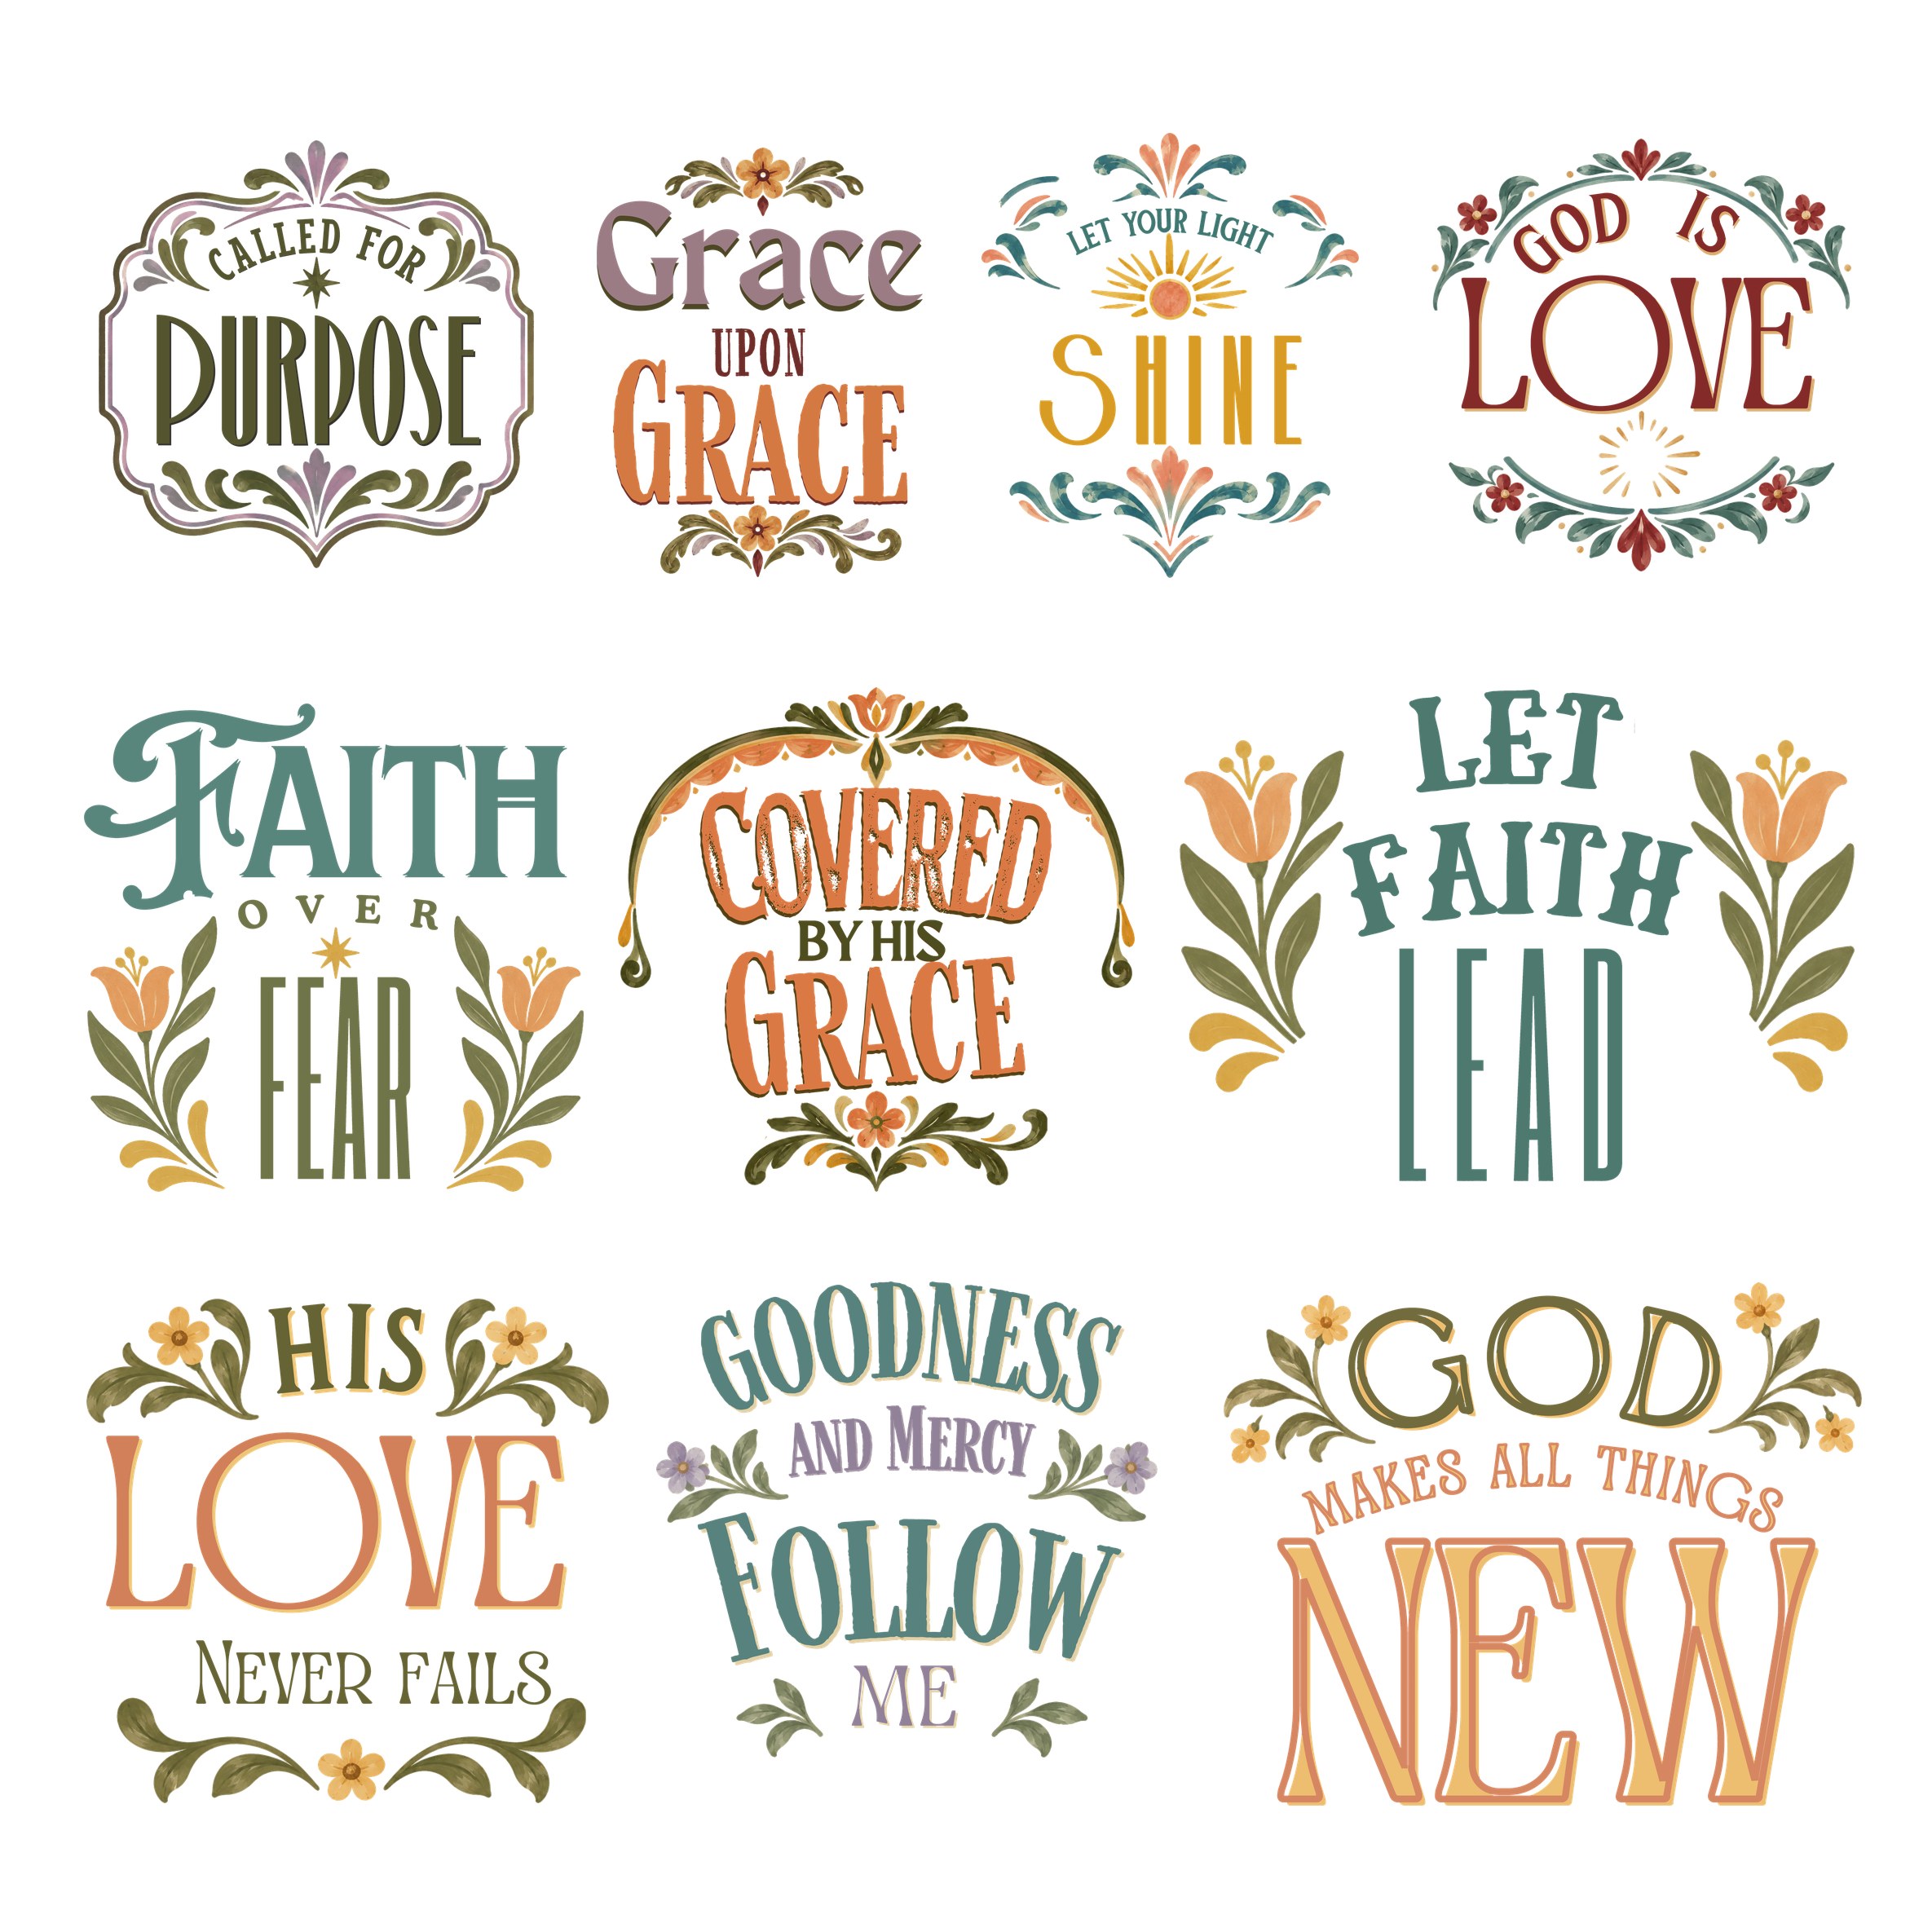 CALLED FOR
PURPOSE
Grace
UPON
GRACE
LET YOUR LIGHT
SHINE
GOD IS
LOVE
FAITH
OVER
FEAR
COVERED
BY HIS
GRACE
LET
FAITH
LEAD
HIS
LOVE
NEVER FAILS
GOODNESS
AND MERCY
FOLLOW
ME
GOD
MAKES ALL THINGS
NEW